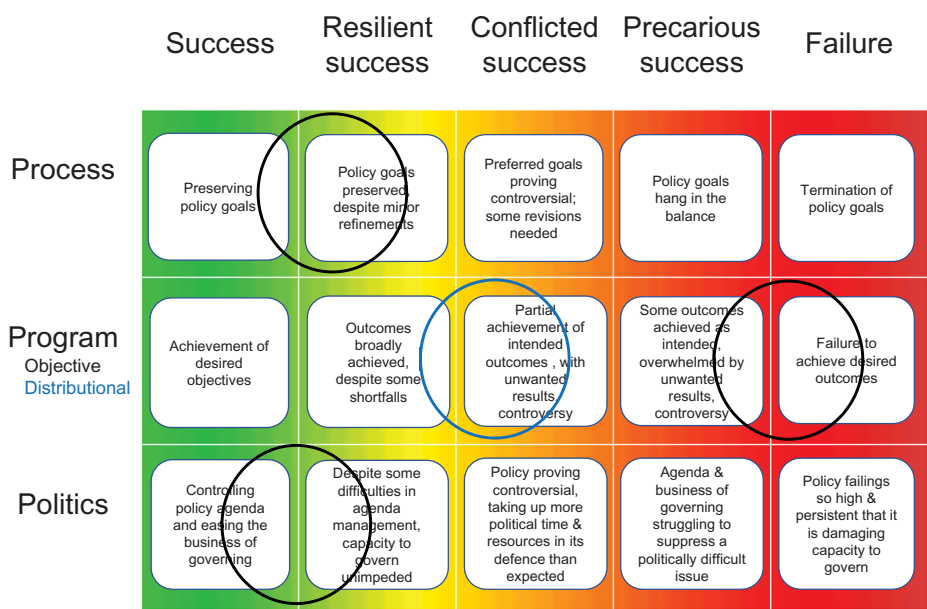 Success
Resilient
success
Conflicted
success
Precarious
success
Failure
Process
Preserving
policy goals
Policy goals
preserved,
despite minor
refinements
Preferred goals
proving
controversial;
some revisions
needed
Policy goals
hang in the
balance
Termination of
policy goals
Program
Objective
Distributional
Achievement of
desired
objectives
Outcomes
broadly
achieved,
despite some
shortfalls
Partial
achievement of
intended
outcomes , with
unwanted
results,
controversy
Some outcomes
achieved as
intended,
overwhelmed by
unwanted
results,
controversy
Failure to
achieve desired
outcomes
Politics
Controlling
policy agenda
and easing the
business of
governing
Despite some
difficulties in
agenda
management,
capacity to
govern
unimpeded
Policy proving
controversial,
taking up more
political time &
resources in its
defence than
expected
Agenda &
business of
governing
struggling to
suppress a
politically difficult
issue
Policy failings
so high &
persistent that it
is damaging
capacity to
govern